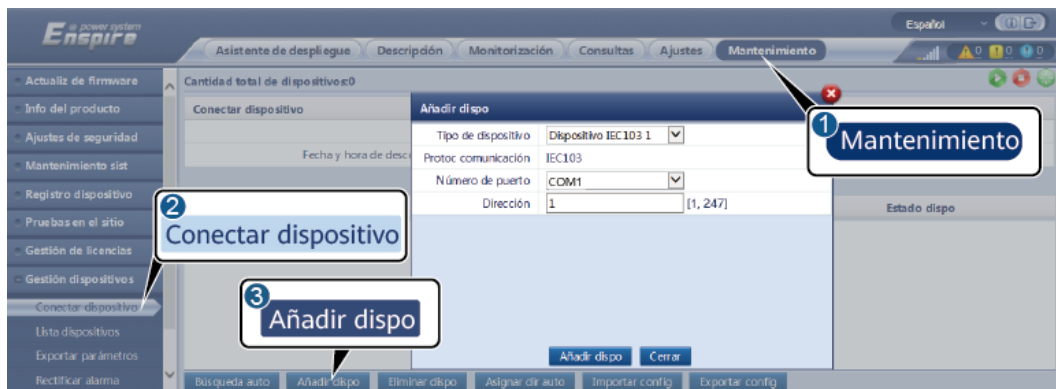 e power system
Enspire
Español
Asistente de despliegue Descripción Monitorización Consultas Ajustes Mantenimiento
0 0 0
Actualiz de firmware
Info del producto
Ajustes de seguridad
Mantenimiento sist
Registro dispositivo
Pruebas en el sitio
Gestión de licencias
Gestión dispositivos
Conectar dispositivo
Lista dispositivos
Exportar parámetros
Rectificar alarma
Cantidad total de dispositivos:0
Conectar dispositivo
Fecha y hora de desc
Estado dispo
Añadir dispo
Tipo de dispositivo Dispositivo IEC103 1
Protoc comunicación IEC103
Número de puerto COM1
Dirección 1 [1, 247]
Añadir dispo Cerrar
1 Mantenimiento
2 Conectar dispositivo
3 Añadir dispo
Búsqueda auto Añadir dispo Eliminar dispo Asignar dir auto Importar config Exportar config